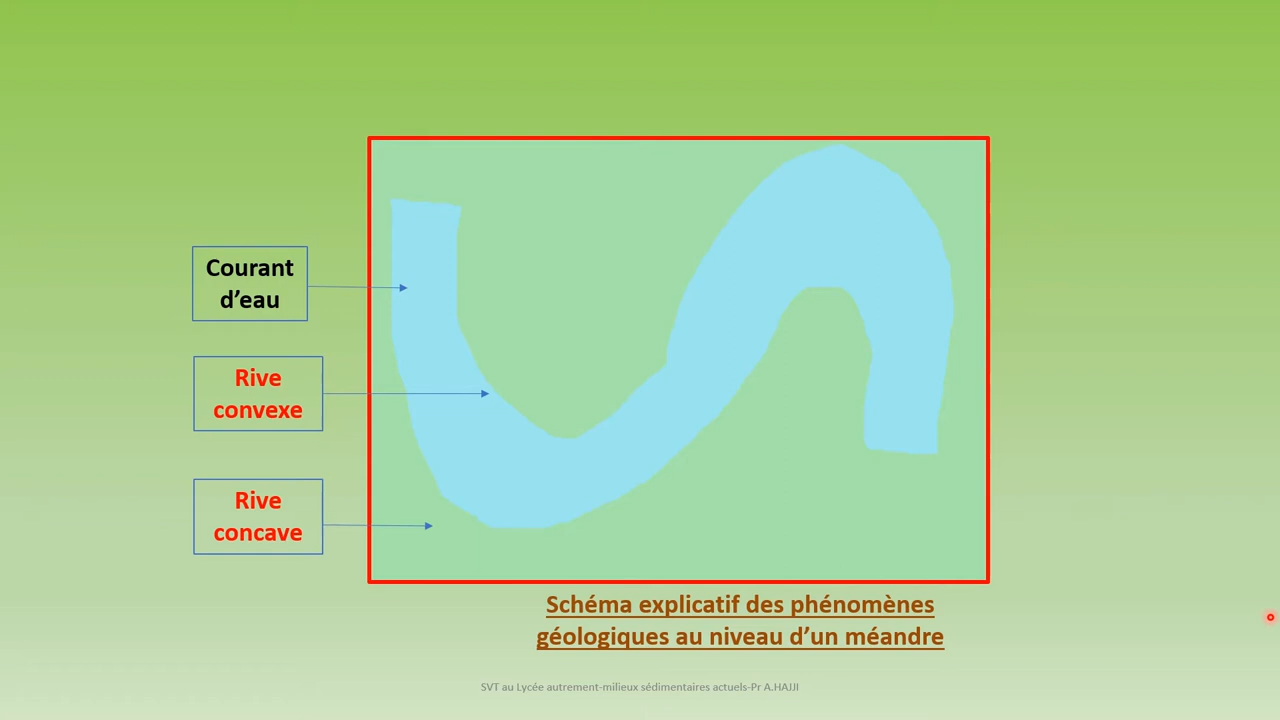 Courant
d’eau
Rive
convexe
Rive
concave
Schéma explicatif des phénomènes
géologiques au niveau d’un méandre
SVT au Lycée autrement-milieux sédimentaires actuels-Pr A.HAJJI